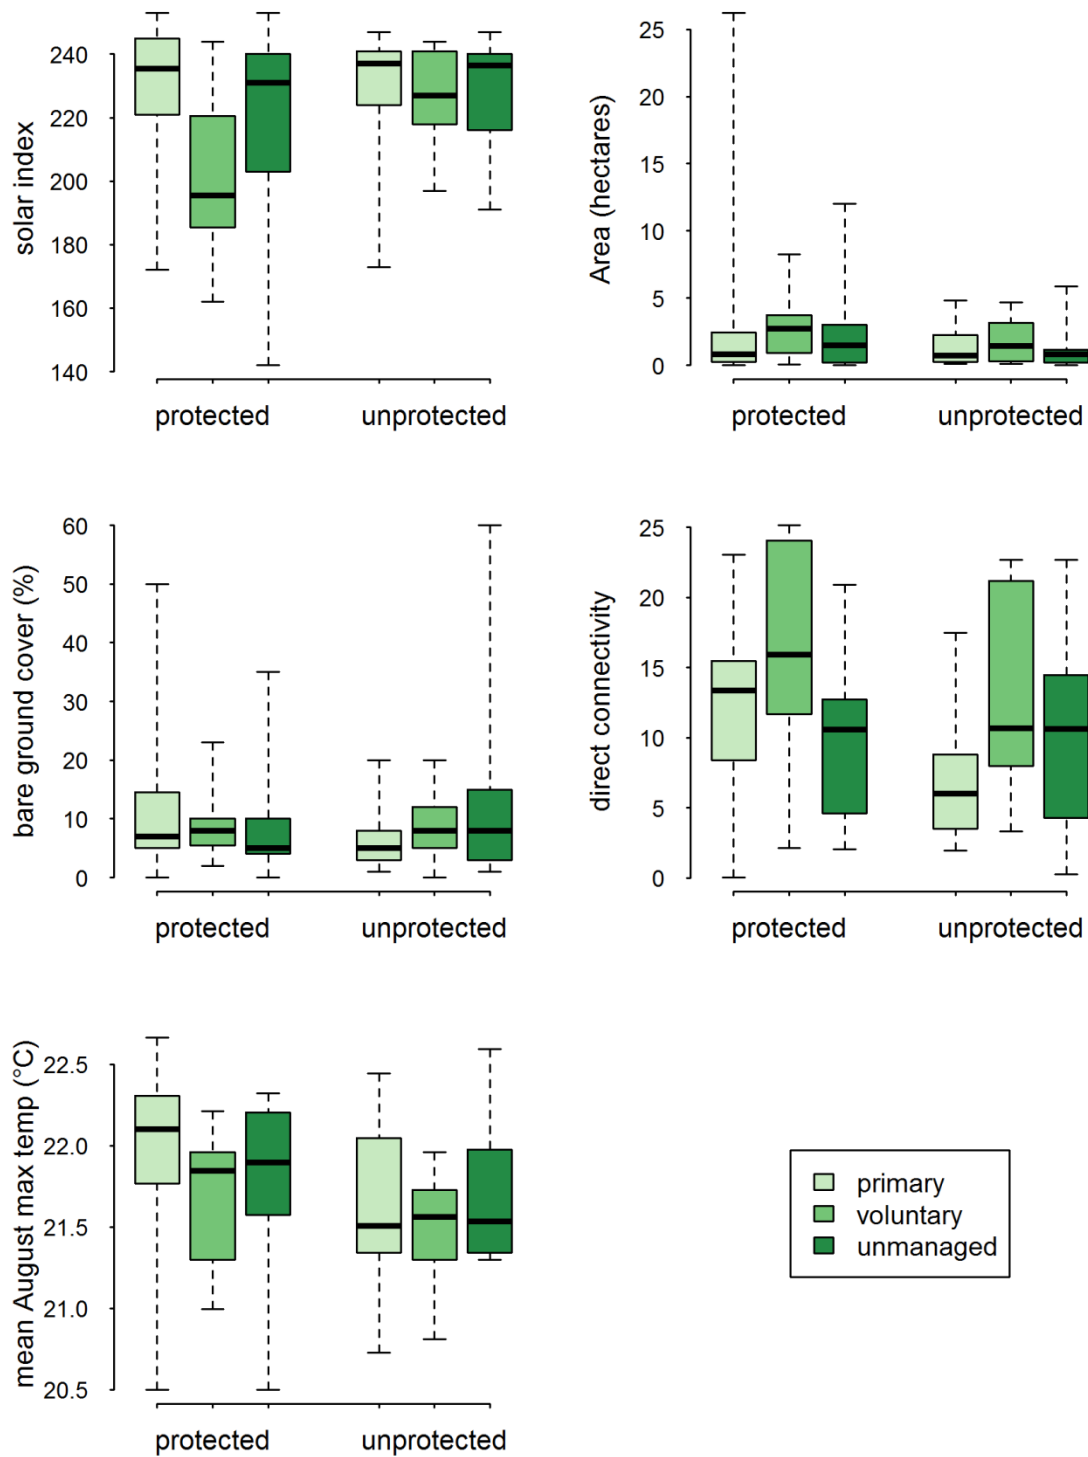 solar index
240
220
200
180
160
140
protected
unprotected
Area (hectares)
25
20
15
10
5
0
protected
unprotected
bare ground cover (%)
60
50
40
30
20
10
0
protected
unprotected
direct connectivity
25
20
15
10
5
0
protected
unprotected
mean August max temp (°C)
22.5
22.0
21.5
21.0
20.5
protected
unprotected
primary
voluntary
unmanaged